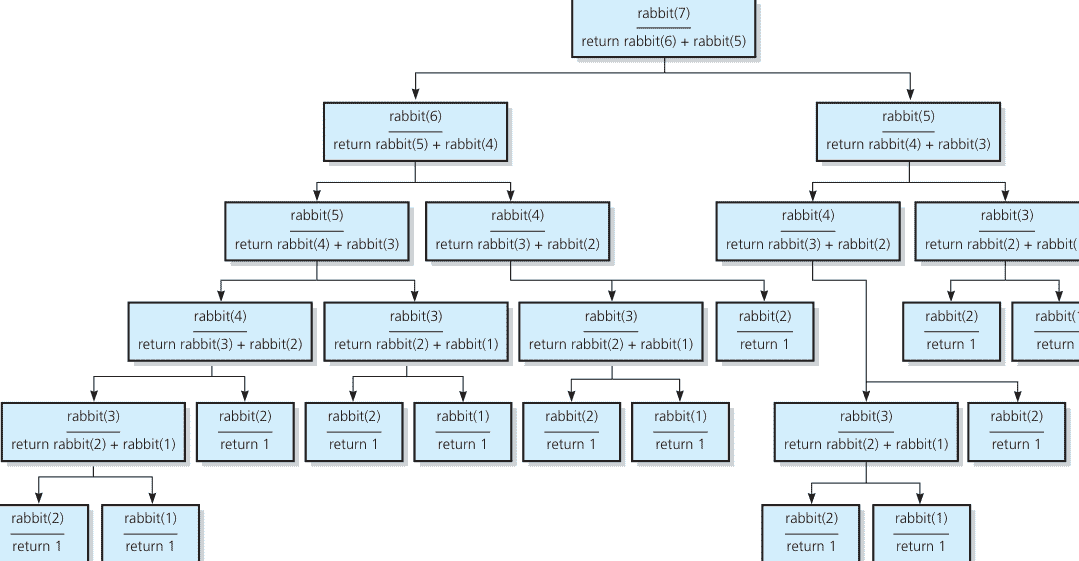 rabbit(7)
return rabbit(6) + rabbit(5)
rabbit(6)
return rabbit(5) + rabbit(4)
rabbit(5)
return rabbit(4) + rabbit(3)
rabbit(5)
return rabbit(4) + rabbit(3)
rabbit(4)
return rabbit(3) + rabbit(2)
rabbit(4)
return rabbit(3) + rabbit(2)
rabbit(3)
return rabbit(2) + rabbit(
rabbit(4)
return rabbit(3) + rabbit(2)
rabbit(3)
return rabbit(2) + rabbit(1)
rabbit(3)
return rabbit(2) + rabbit(1)
rabbit(2)
return 1
rabbit(2)
return 1
rabbit(1
return
rabbit(3)
return rabbit(2) + rabbit(1)
rabbit(2)
return 1
rabbit(2)
return 1
rabbit(1)
return 1
rabbit(2)
return 1
rabbit(1)
return 1
rabbit(3)
return rabbit(2) + rabbit(1)
rabbit(2)
return 1
rabbit(2)
return 1
rabbit(1)
return 1
rabbit(2)
return 1
rabbit(1)
return 1